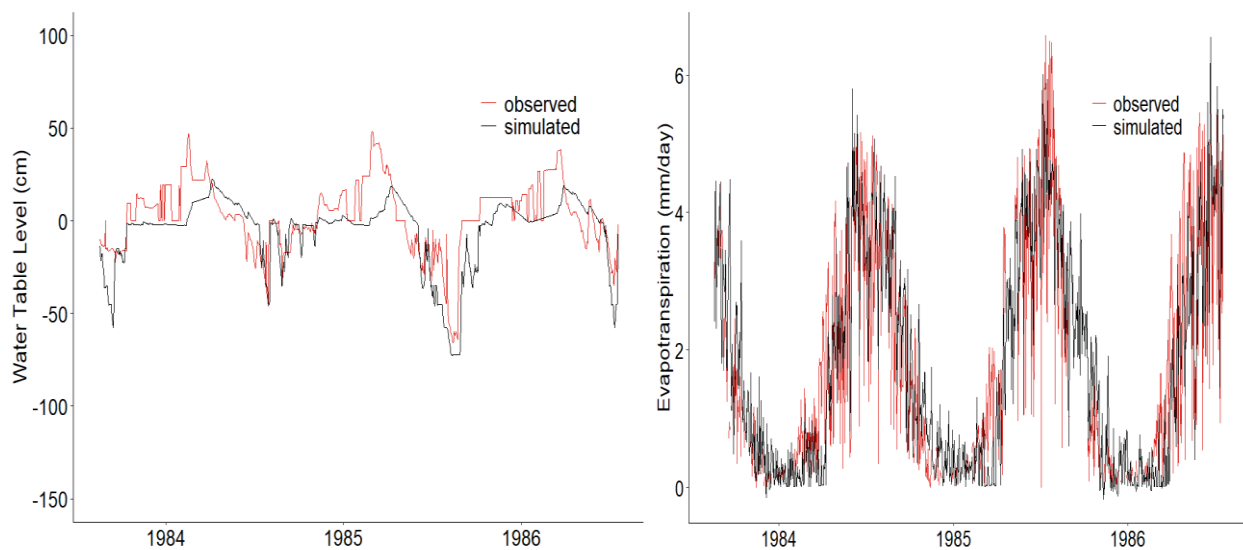 Water Table Level (cm)
100
50
0
-50
-100
-150
1984
1985
1986
observed
simulated
Evapotranspiration (mm/day)
6
4
2
0
1984
1985
1986
observed
simulated